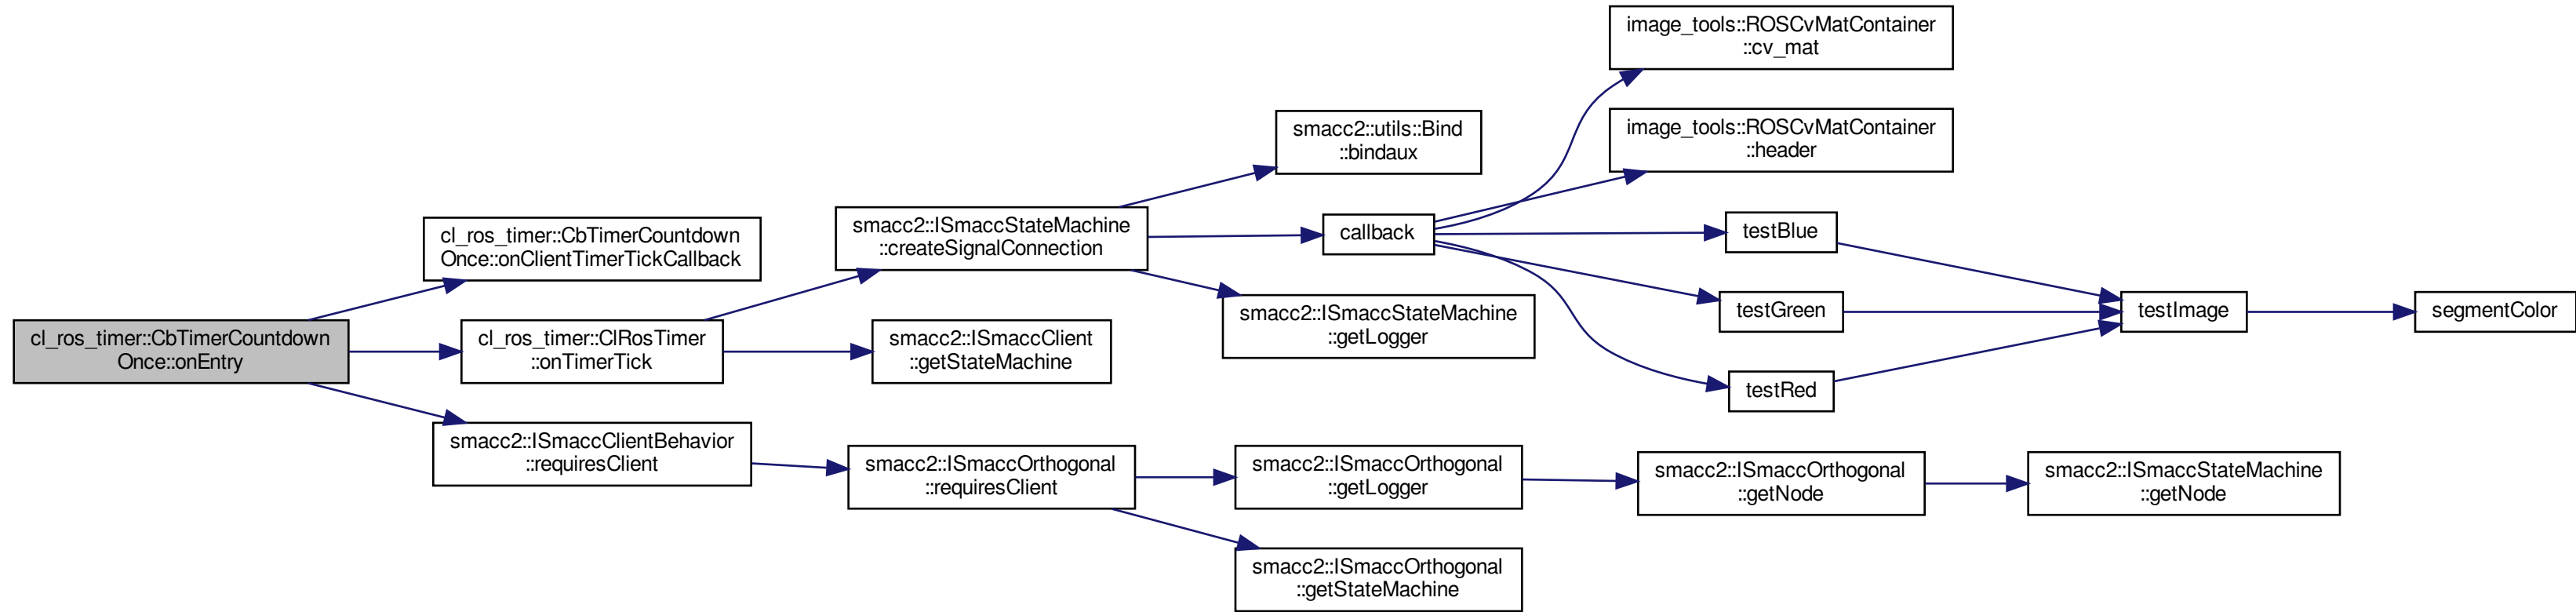 cl_ros_timer::CbTimerCountdown
Once::onEntry
cl_ros_timer::CbTimerCountdown
Once::onClientTimerTickCallback
cl_ros_timer::ClRosTimer
::onTimerTick
smacc2::ISmaccClientBehavior
::requiresClient
smacc2::ISmaccStateMachine
::createSignalConnection
smacc2::ISmaccClient
::getStateMachine
smacc2::ISmaccOrthogonal
::requiresClient
smacc2::utils::Bind
::bindaux
callback
smacc2::ISmaccStateMachine
::getLogger
smacc2::ISmaccOrthogonal
::getLogger
smacc2::ISmaccOrthogonal
::getStateMachine
image_tools::ROSCvMatContainer
::cv_mat
image_tools::ROSCvMatContainer
::header
testBlue
testGreen
testRed
smacc2::ISmaccOrthogonal
::getNode
testImage
smacc2::ISmaccStateMachine
::getNode
segmentColor